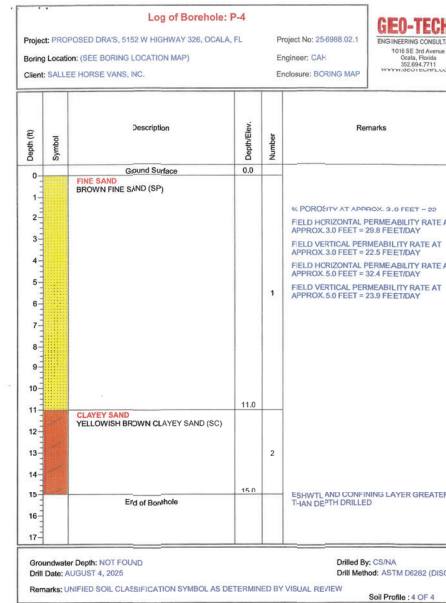 Log of Borehole: P-4
Project: PROPOSED DRA'S, 5152 W HIGHWAY 326, OCALA, FL
Project No: 25-6988.02.1
Boring Location: (SEE BORING LOCATION MAP)
Engineer: CAH
Client: SALLEE HORSE VANS, INC.
Enclosure: BORING MAP
GEO-TECH
ENGINEERING CONSULT
1016 SE 3rd Avenue
Ocala, Florida
352.694.7711
Depth (ft)
Symbol
Description
Depth/Elev.
Number
Remarks
Ground Surface
0.0
0
1
2
3
4
5
6
7
8
9
10
11
12
13
14
15
16
17
FINE SAND
BROWN FINE SAND (SP)
11.0
1
CLAYEY SAND
YELLOWISH BROWN CLAYEY SAND (SC)
15.0
2
End of Borehole
% POROSITY AT APPROX. 3.0 FEET = 22
FIELD HORIZONTAL PERMEABILITY RATE A
APPROX. 3.0 FEET = 29.8 FEET/DAY
FIELD VERTICAL PERMEABILITY RATE AT
APPROX. 3.0 FEET = 22.5 FEET/DAY
FIELD HORIZONTAL PERMEABILITY RATE A
APPROX. 5.0 FEET = 32.4 FEET/DAY
FIELD VERTICAL PERMEABILITY RATE AT
APPROX. 5.0 FEET = 23.9 FEET/DAY
ESHWTL AND CONFINING LAYER GREATER
THAN DEPTH DRILLED
Groundwater Depth: NOT FOUND
Drilled By: CS/NA
Drill Date: AUGUST 4, 2025
Drill Method: ASTM D6282 (DISC
Remarks: UNIFIED SOIL CLASSIFICATION SYMBOL AS DETERMINED BY VISUAL REVIEW
Soil Profile : 4 OF 4